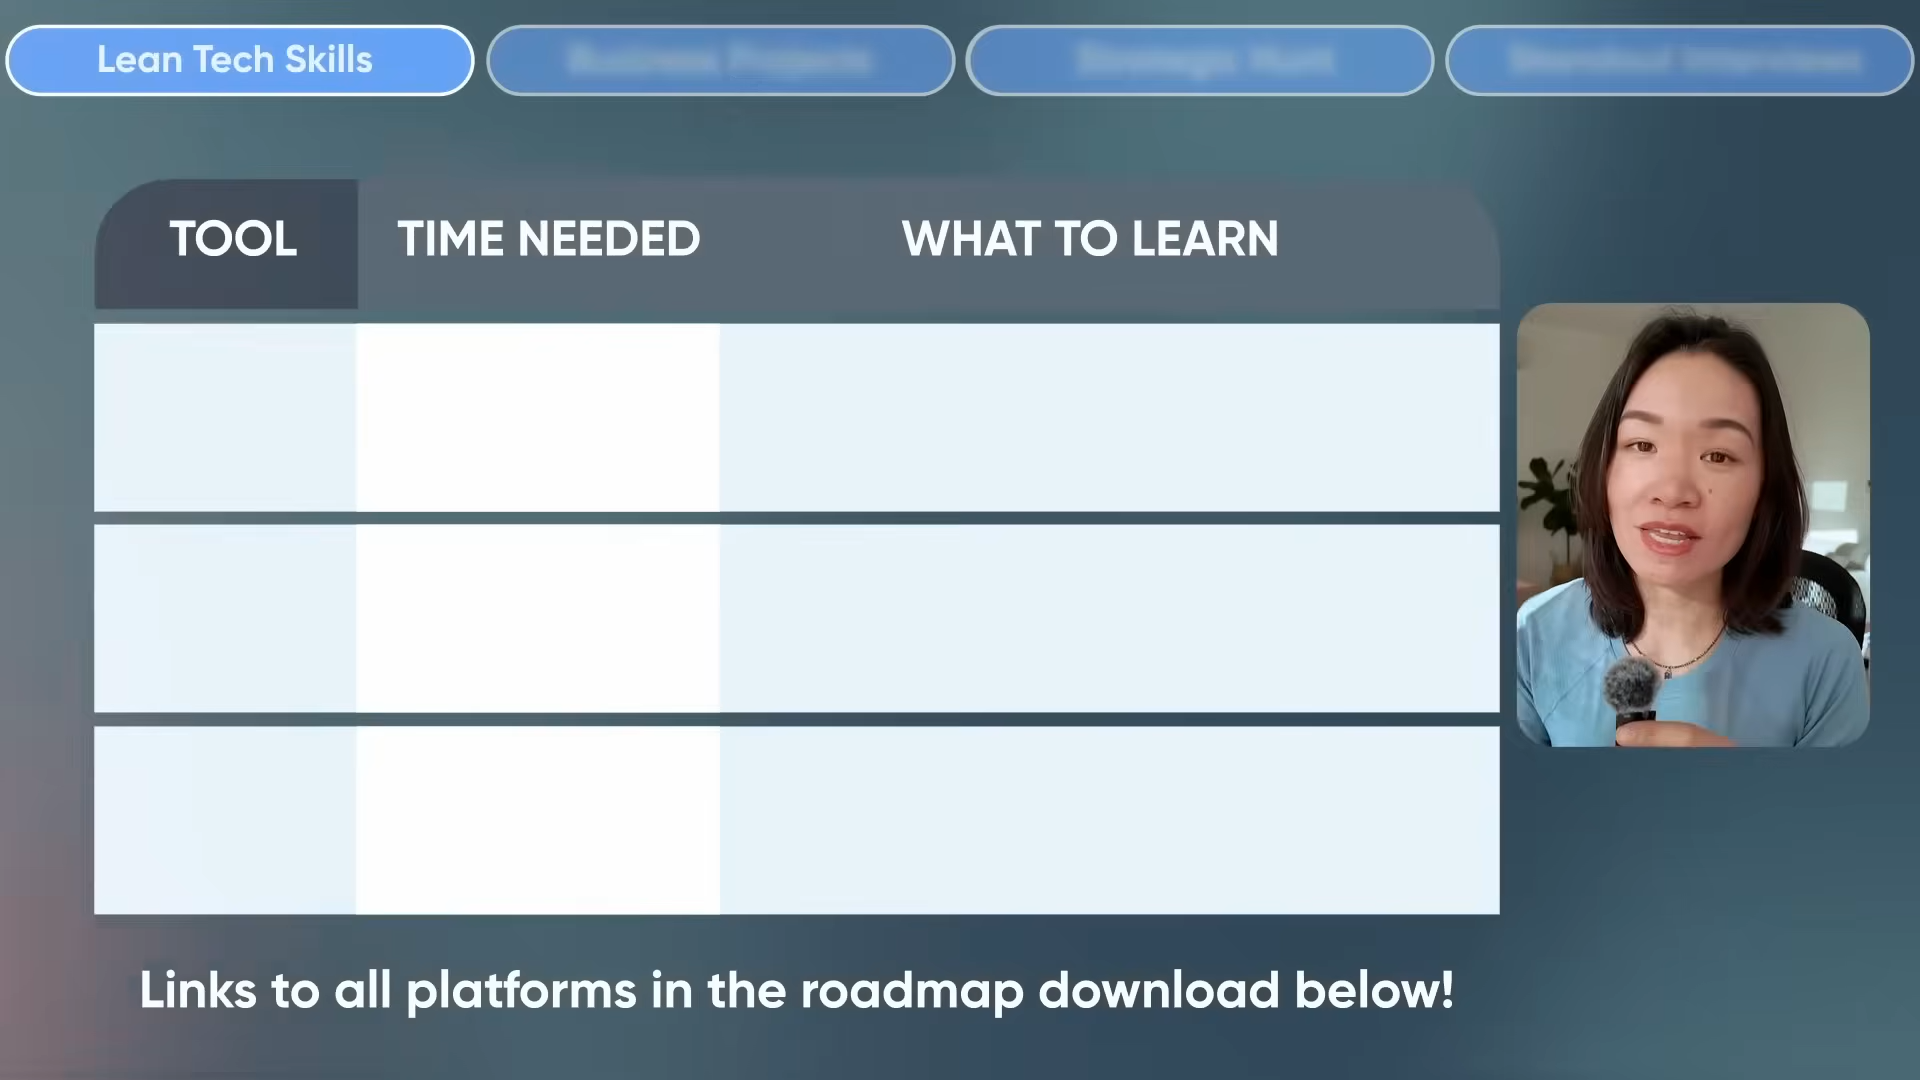 Lean Tech Skills
TOOL
TIME NEEDED
WHAT TO LEARN
Links to all platforms in the roadmap download below!